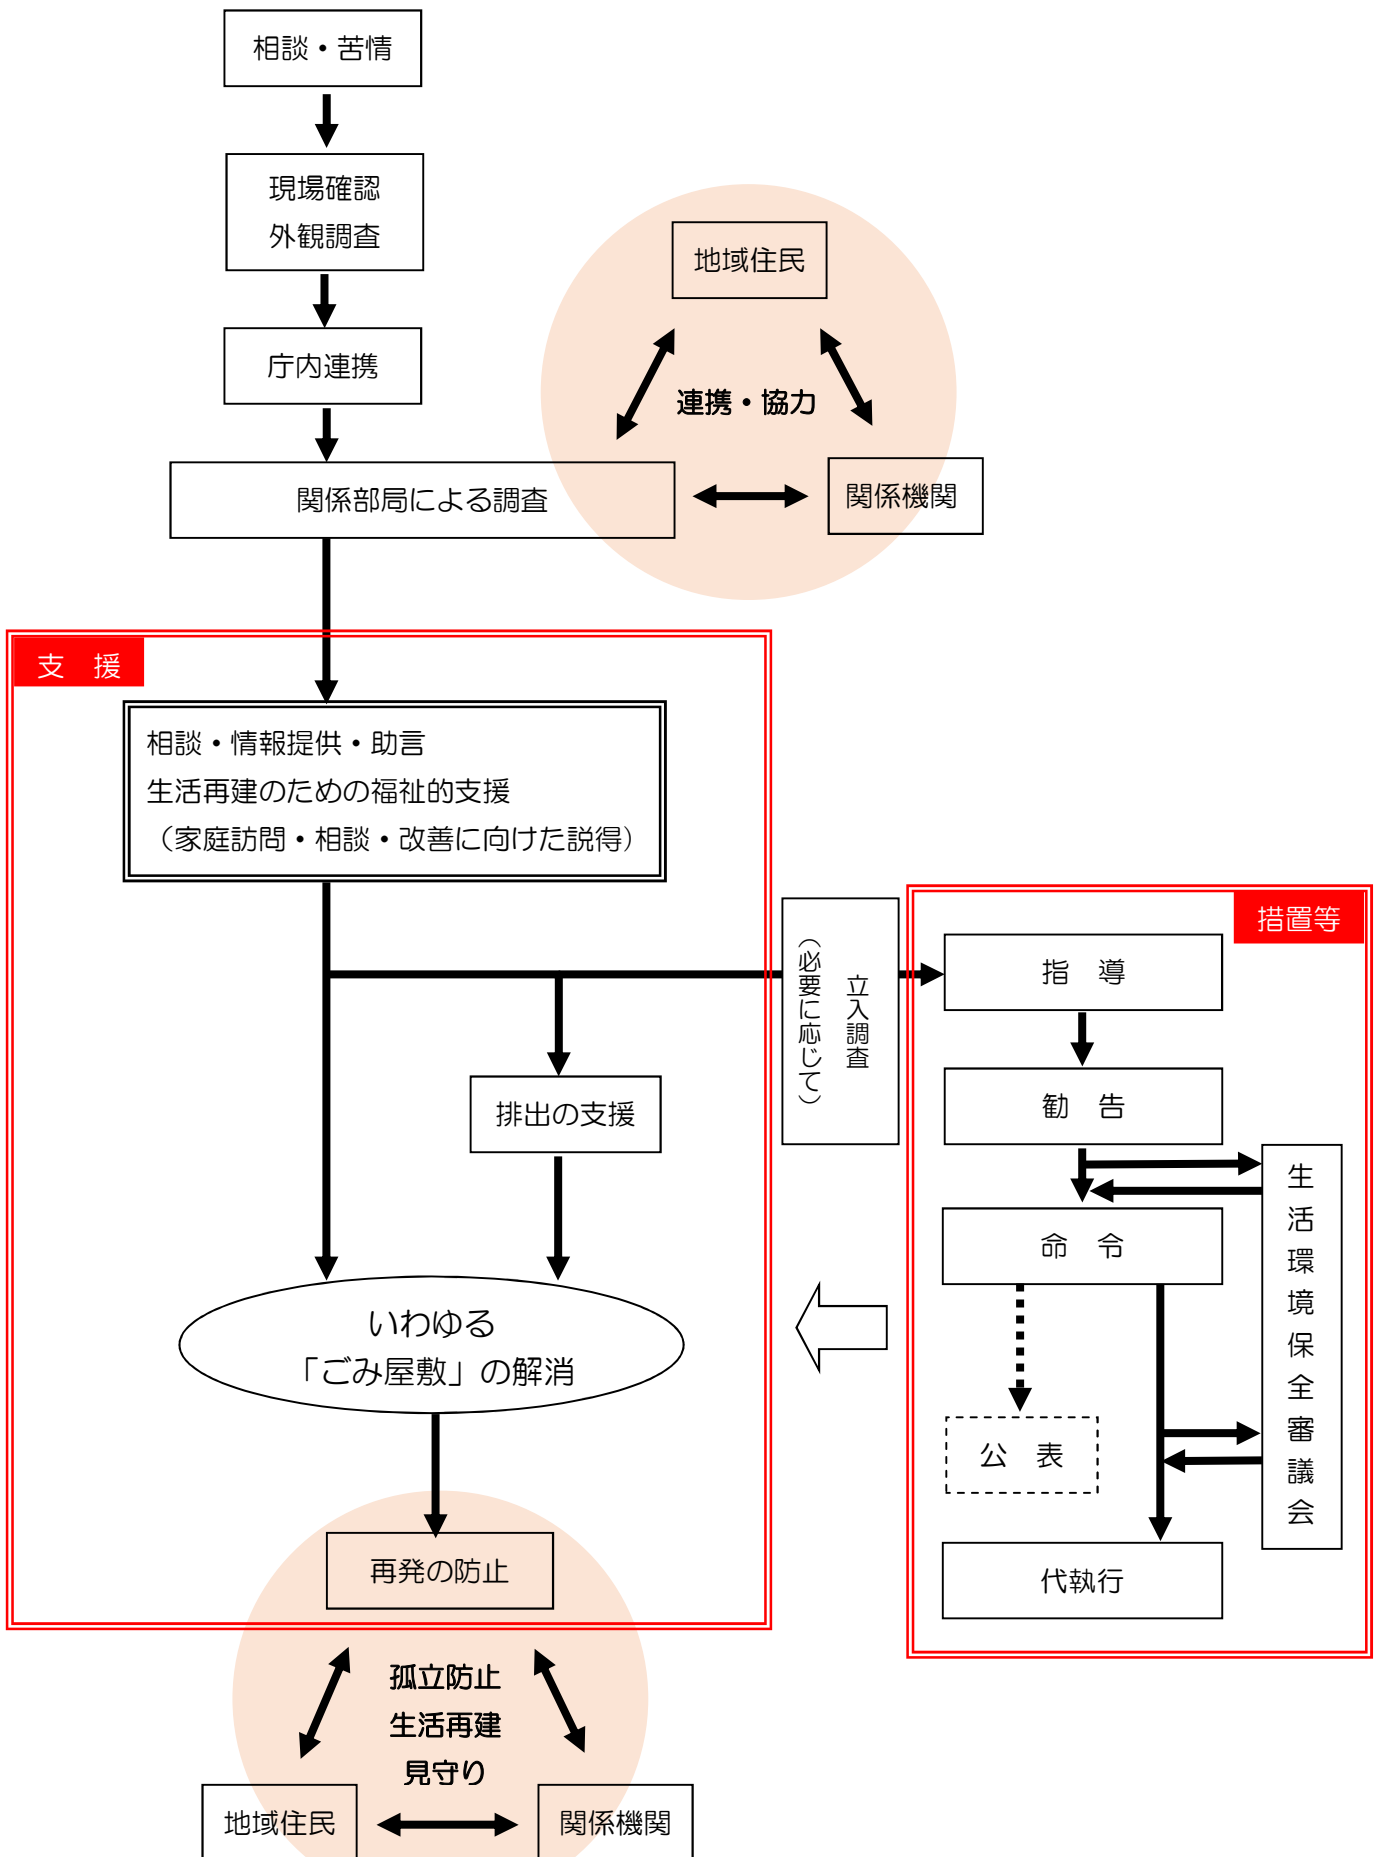 相談・苦情
現場確認
外観調査
地域住民
庁内連携
連携・協力
関係部局による調査
関係機関
支　援
相談・情報提供・助言
生活再建のための福祉的支援
（家庭訪問・相談・改善に向けた説得）
立入調査
（必要に応じて）
措置等
指　導
勧　告
排出の支援
生活環境保全審議会
命　令
いわゆる
「ごみ屋敷」の解消
公　表
再発の防止
代執行
孤立防止
生活再建
見守り
地域住民
関係機関